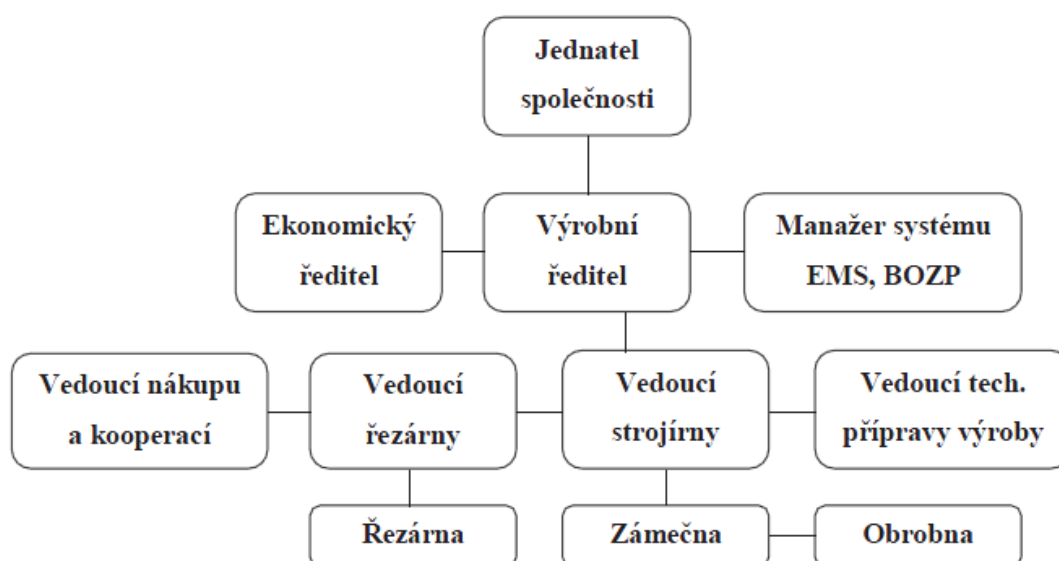 Jednatel
společnosti
Ekonomický
ředitel
Výrobní
ředitel
Manažer systému
EMS, BOZP
Vedoucí nákupu
a kooperací
Vedoucí
řezárny
Vedoucí
strojírny
Vedoucí tech.
přípravy výroby
Řezárna
Zámečna
Obrobna